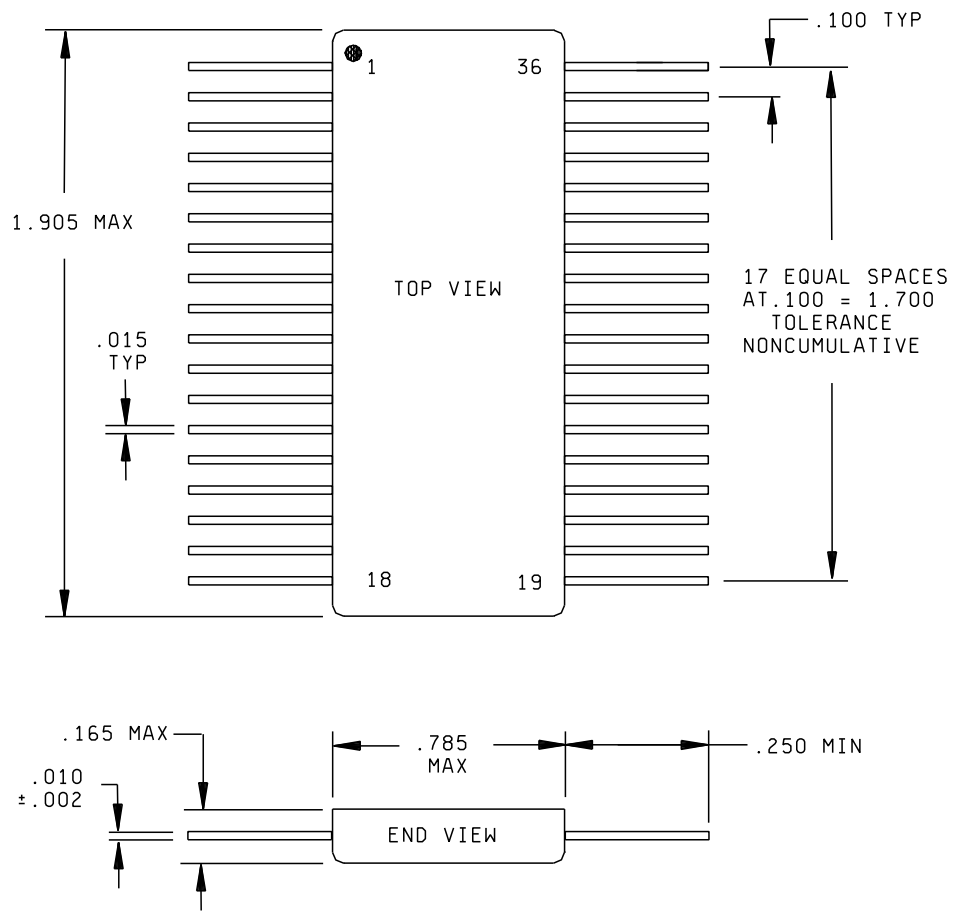 .100 TYP
1
36
1.905 MAX
17 EQUAL SPACES
AT.100 = 1.700
TOLERANCE
NONCUMULATIVE
TOP VIEW
.015
TYP
18
19
.165 MAX
.785
MAX
.250 MIN
.010
±.002
END VIEW